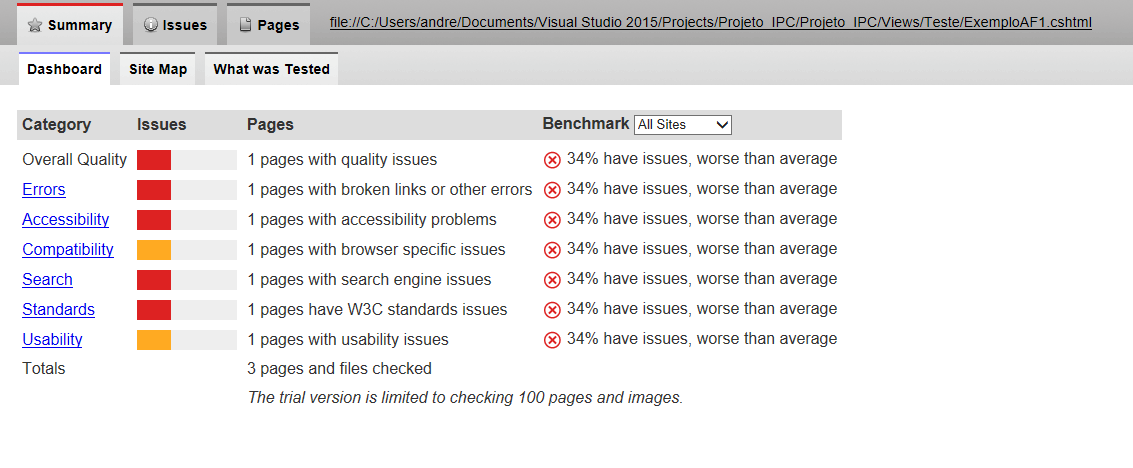 Summary Issues Pages file://C:/Users/andre/Documents/Visual Studio 2015/Projects/Projeto_IPC/Projeto_IPC/Views/Teste/ExemploAF1.cshtml
Dashboard Site Map What was Tested
Category Issues Pages Benchmark All Sites
Overall Quality 1 pages with quality issues 34% have issues, worse than average
Errors 1 pages with broken links or other errors 34% have issues, worse than average
Accessibility 1 pages with accessibility problems 34% have issues, worse than average
Compatibility 1 pages with browser specific issues 34% have issues, worse than average
Search 1 pages with search engine issues 34% have issues, worse than average
Standards 1 pages have W3C standards issues 34% have issues, worse than average
Usability 1 pages with usability issues 34% have issues, worse than average
Totals 3 pages and files checked
The trial version is limited to checking 100 pages and images.